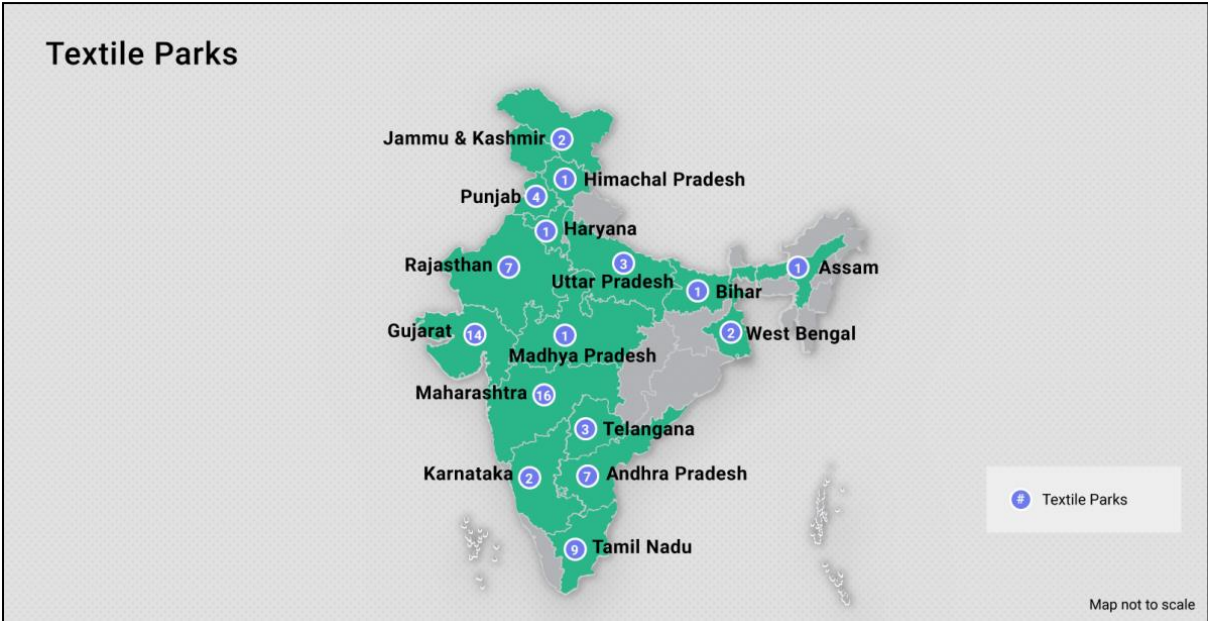 Textile Parks
Jammu & Kashmir 2
1 Himachal Pradesh
Punjab 4
1 Haryana
Rajasthan 7
3
Uttar Pradesh
1 Assam
1 Bihar
Gujarat 14
1
Madhya Pradesh
2 West Bengal
Maharashtra 16
3 Telangana
Karnataka 2
7 Andhra Pradesh
9 Tamil Nadu
# Textile Parks
Map not to scale